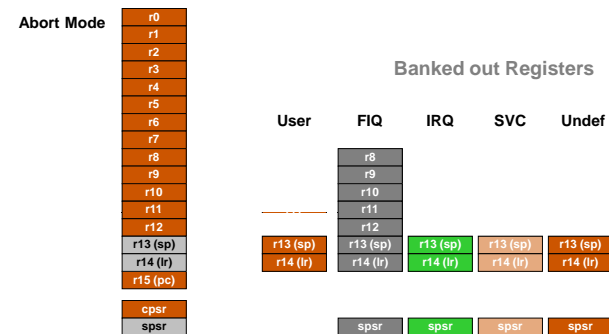 Abort Mode
r0
r1
r2
r3
r4
r5
r6
r7
r8
r9
r10
r11
r12
r13 (sp)
r14 (lr)
r15 (pc)
cpsr
spsr
Banked out Registers
User FIQ IRQ SVC Undef
r8
r9
r10
r11
r12
r13 (sp) r13 (sp) r13 (sp) r13 (sp) r13 (sp)
r14 (lr) r14 (lr) r14 (lr) r14 (lr) r14 (lr)
spsr spsr spsr spsr